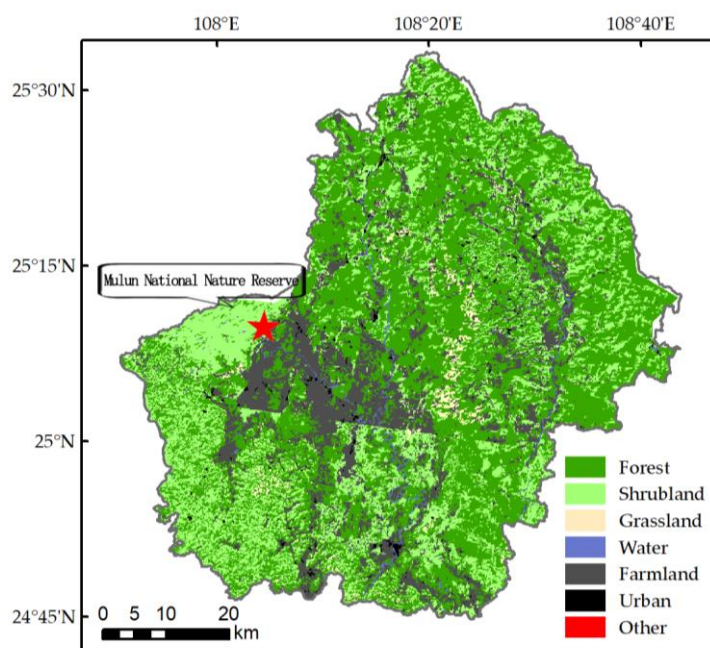 108°E 108°20'E 108°40'E
25°30'N
25°15'N
Mulun National Nature Reserve
25°N
Forest
Shrubland
Grassland
Water
Farmland
Urban
Other
24°45'N
0 5 10 20
km